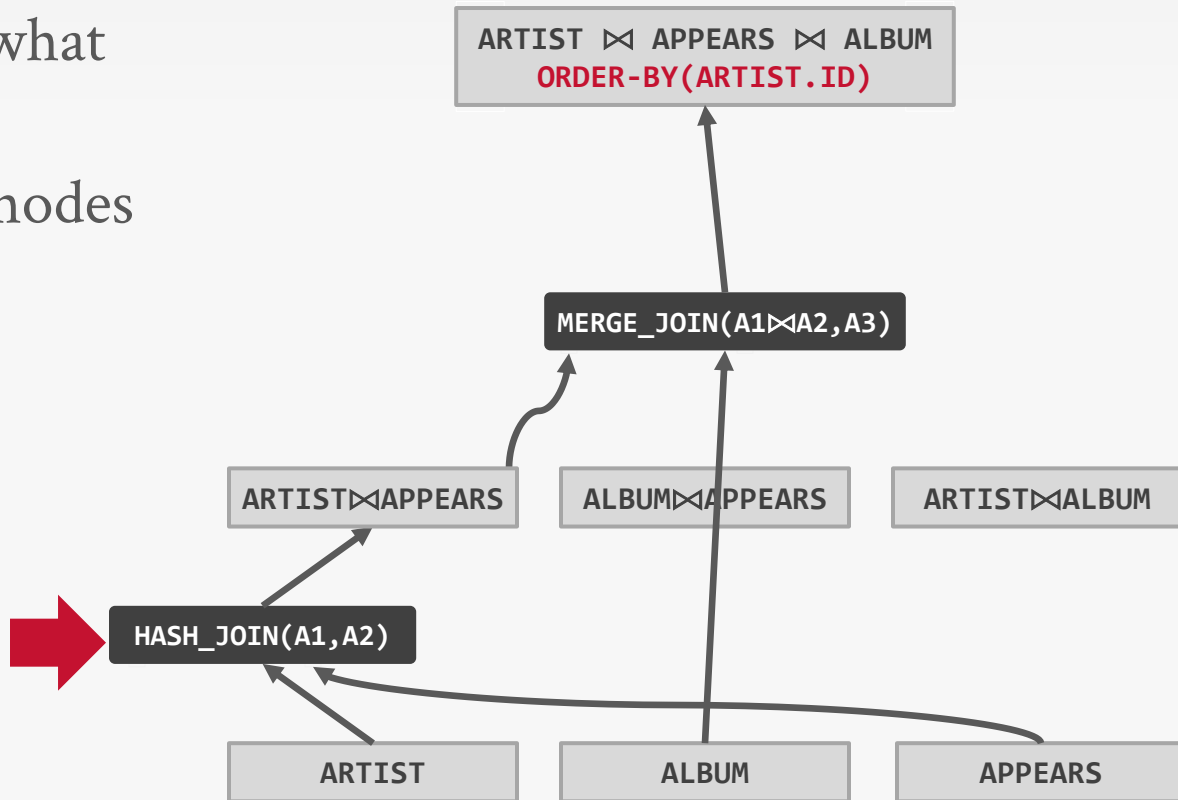 what
nodes
ARTIST ⋈ APPEARS ⋈ ALBUM
ORDER-BY(ARTIST.ID)
MERGE_JOIN(A1⋈A2,A3)
ARTIST⋈APPEARS
ALBUM⋈APPEARS
ARTIST⋈ALBUM
HASH_JOIN(A1,A2)
ARTIST
ALBUM
APPEARS